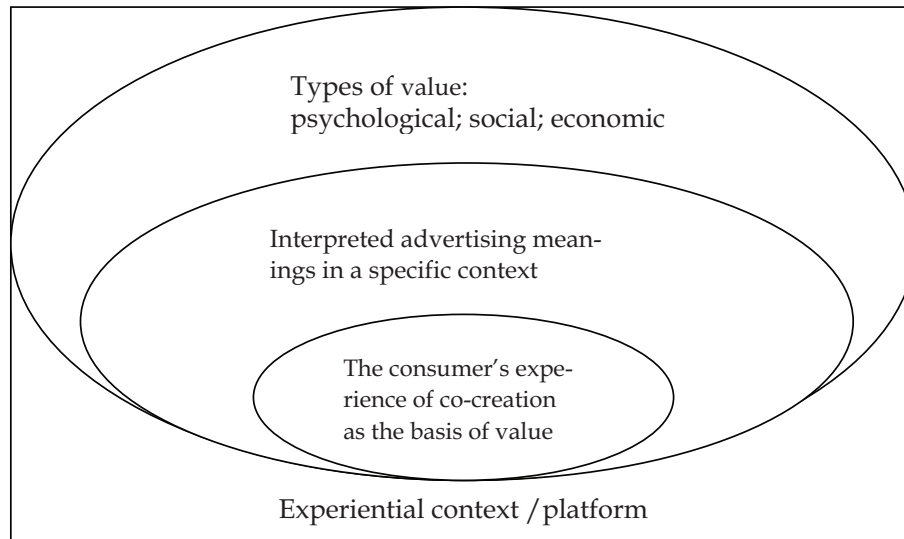 Types of value:
psychological; social; economic
Interpreted advertising mean-
ings in a specific context
The consumer’s expe-
rience of co-creation
as the basis of value
Experiential context / platform